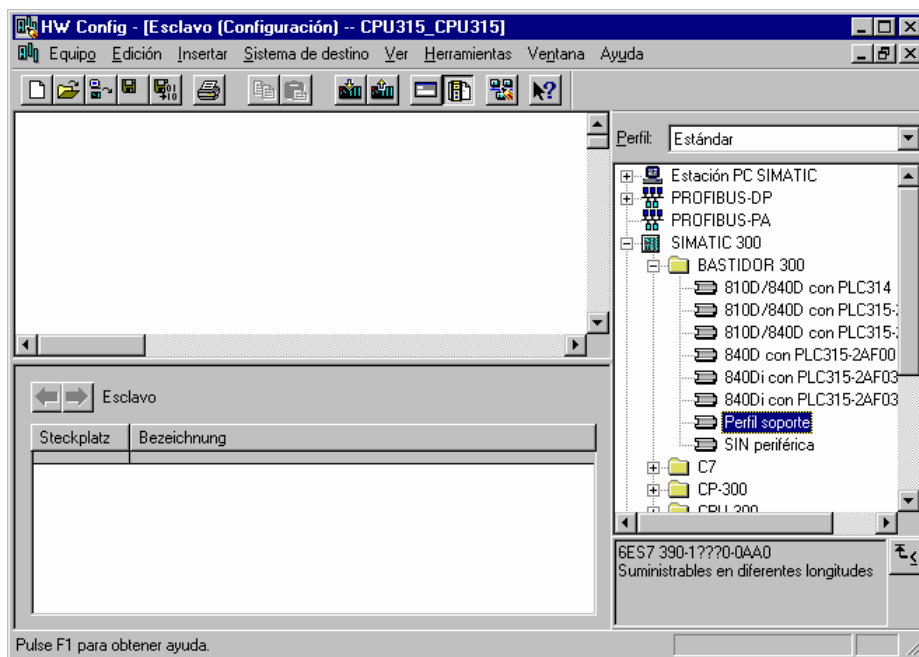 HW Config - [Esclavo (Configuración) -- CPU315_CPU315]
Equipo Edición Insertar Sistema de destino Ver Herramientas Ventana Ayuda
Perfil: Estándar
Estación PC SIMATIC
PROFIBUS-DP
PROFIBUS-PA
SIMATIC 300
BASTIDOR 300
810D/840D con PLC314
810D/840D con PLC315-
810D/840D con PLC315-
840D con PLC315-2AF00
840Di con PLC315-2AF03
840Di con PLC315-2AF03
Perfil soporte
SIN periférica
C7
CP-300
CPU 300
Esclavo
Steckplatz Bezeichnung
6ES7 390-1???0-0AA0
Suministrables en diferentes longitudes
Pulse F1 para obtener ayuda.